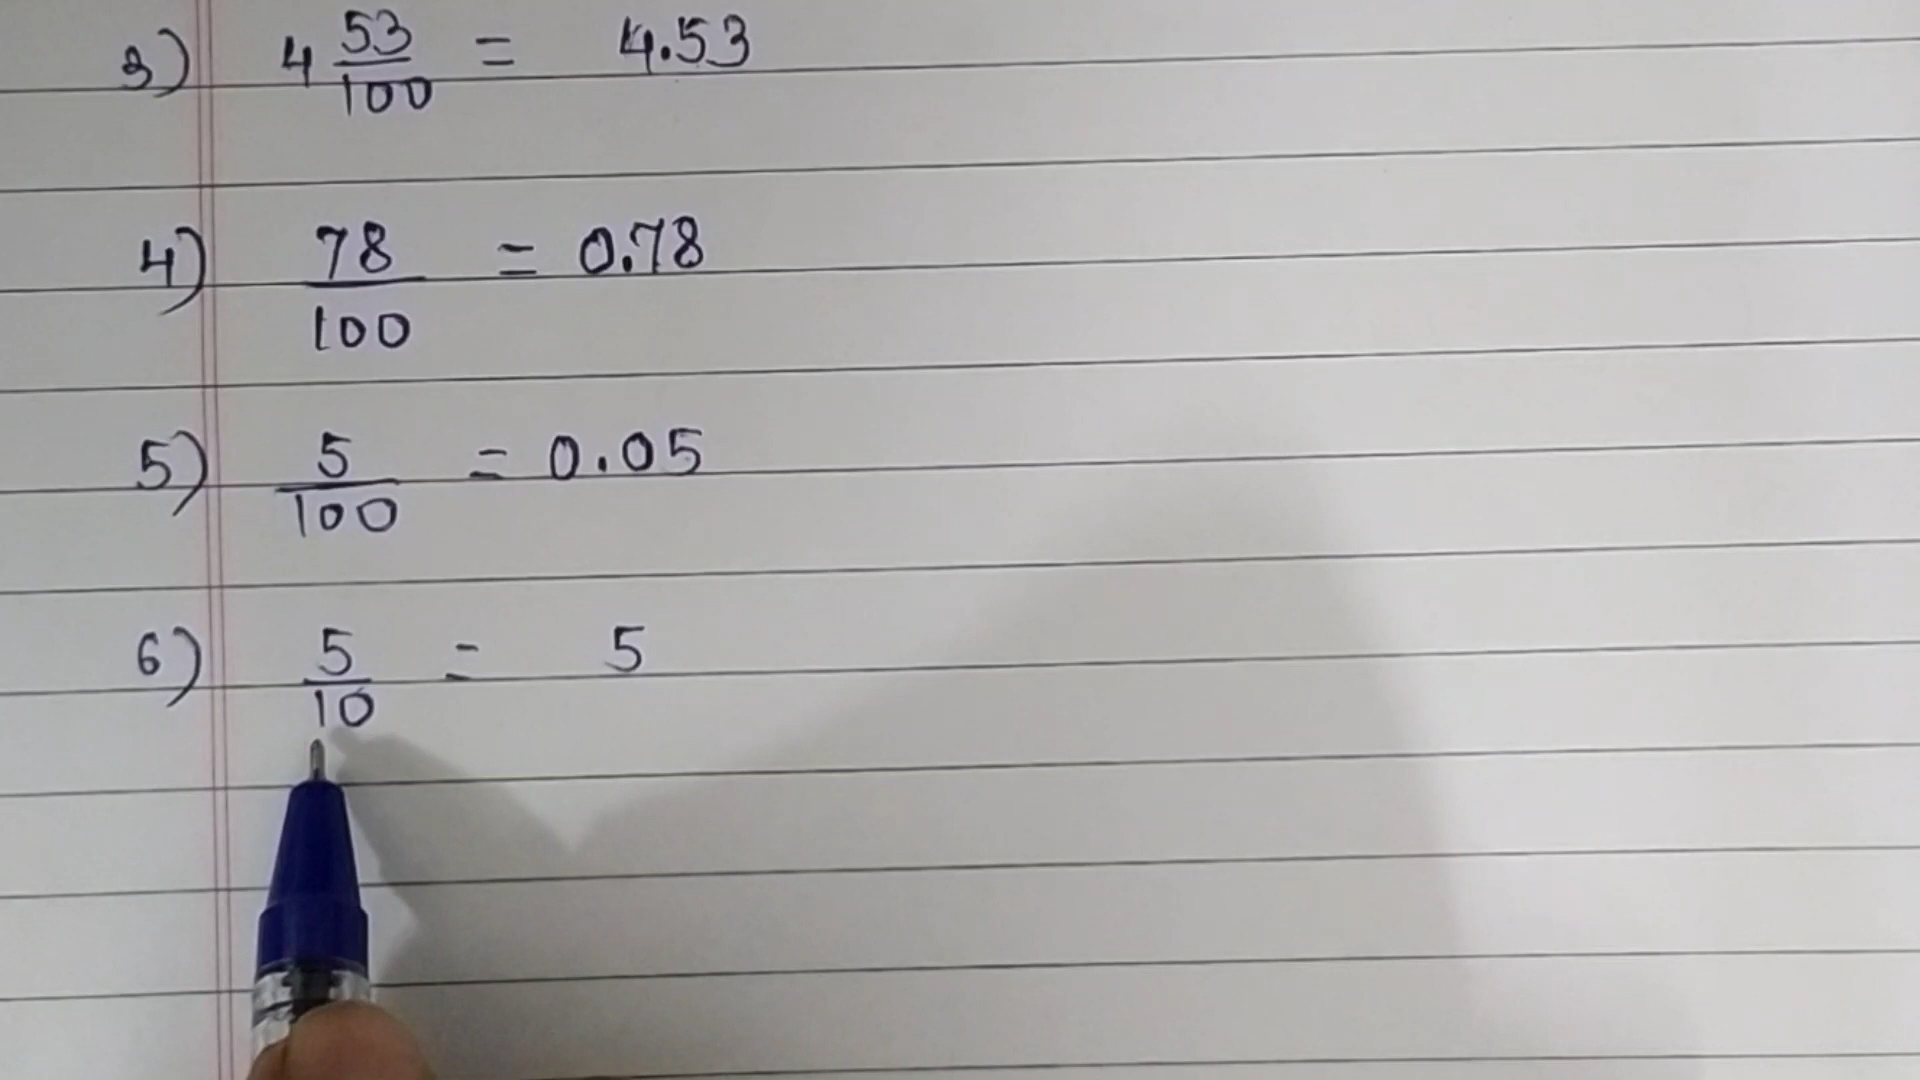 3) 4 53/100 = 4.53
4) 78/100 = 0.78
5) 5/100 = 0.05
6) 5/10 = 5